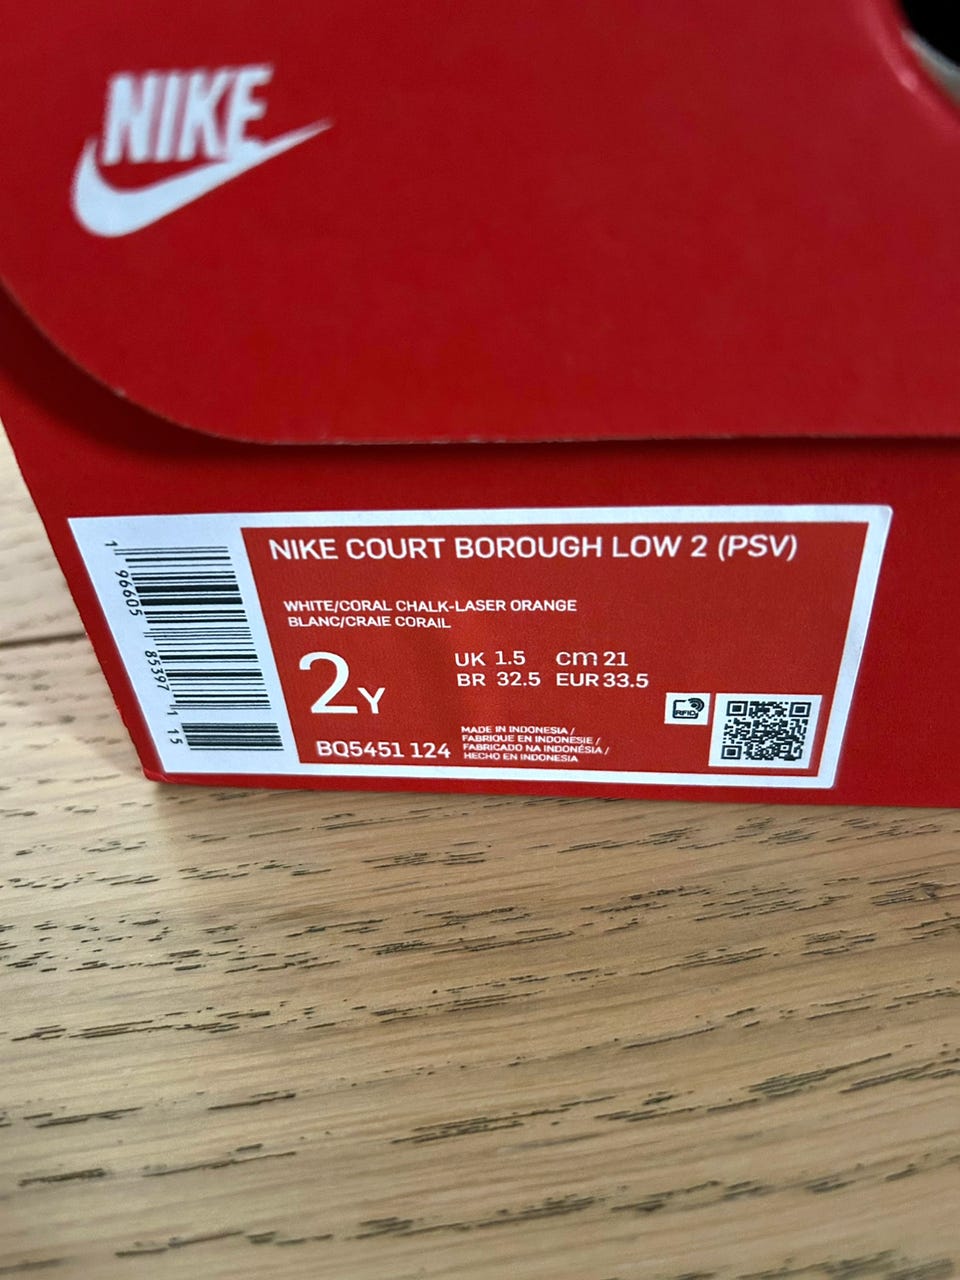 NIKE
NIKE COURT BOROUGH LOW 2 (PSV)
WHITE/CORAL CHALK-LASER ORANGE
BLANC/CRAIE CORAIL
2Y
UK 1.5 cm 21
BR 32.5 EUR 33.5
BQ5451 124
MADE IN INDONESIA /
FABRIQUE EN INDONESIE /
FABRICADO NA INDONÉSIA /
HECHO EN INDONESIA
RFID
1 96605 85397 1 15